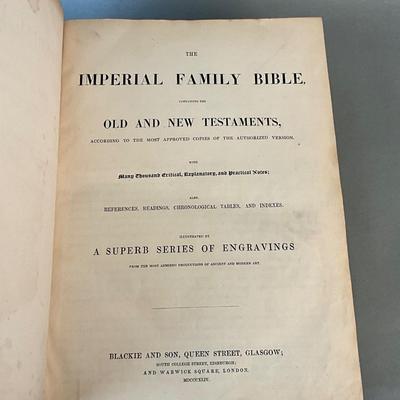 THE
IMPERIAL FAMILY BIBLE,
CONTAINING THE
OLD AND NEW TESTAMENTS,
ACCORDING TO THE MOST APPROVED COPIES OF THE AUTHORIZED VERSION,
WITH
Many Thousand Critical, Explanatory, and Practical Notes;
ALSO,
REFERENCES, READINGS, CHRONOLOGICAL TABLES, AND INDEXES.
ILLUSTRATED BY
A SUPERB SERIES OF ENGRAVINGS
FROM THE MOST ADMIRED PRODUCTIONS OF ANCIENT AND MODERN ART.
BLACKIE AND SON, QUEEN STREET, GLASGOW;
SOUTH COLLEGE STREET, EDINBURGH;
AND WARWICK SQUARE, LONDON.
MDCCCXLIV.